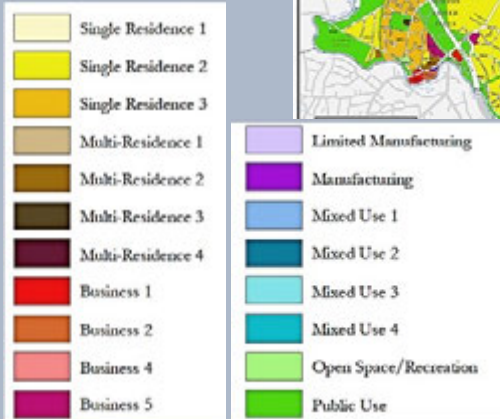 Single Residence 1
Single Residence 2
Single Residence 3
Multi-Residence 1
Multi-Residence 2
Multi-Residence 3
Multi-Residence 4
Business 1
Business 2
Business 4
Business 5
Limited Manufacturing
Manufacturing
Mixed Use 1
Mixed Use 2
Mixed Use 3
Mixed Use 4
Open Space/Recreation
Public Use